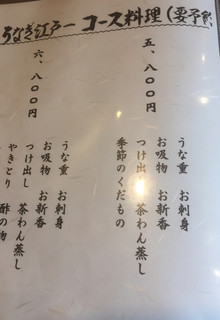 うなぎ江戸一 コース料理（要予約）
五、八〇〇円
うな重 お刺身
お吸物 お新香
つけ出し 茶わん蒸し
季節のくだもの
六、八〇〇円
うな重 お刺身
お吸物 お新香
つけ出し 茶わん蒸し
やきとり 酢の物